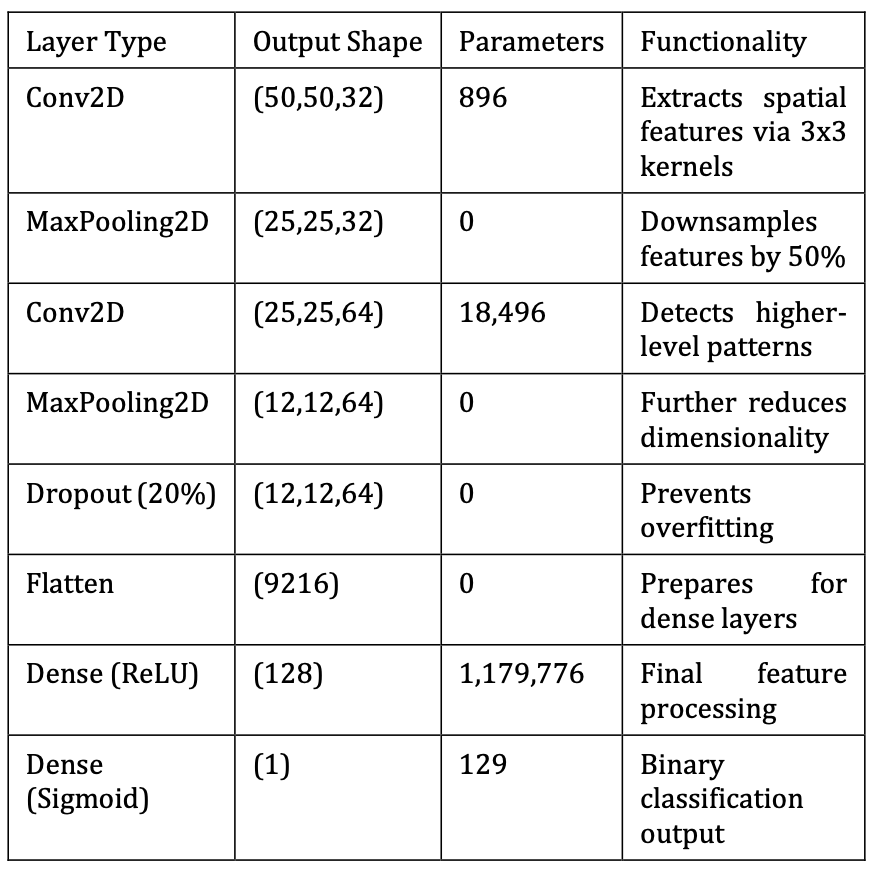 Layer Type Output Shape Parameters Functionality
Conv2D (50,50,32) 896 Extracts spatial
features via 3x3
kernels
MaxPooling2D (25,25,32) 0 Downsamples
features by 50%
Conv2D (25,25,64) 18,496 Detects higher-
level patterns
MaxPooling2D (12,12,64) 0 Further reduces
dimensionality
Dropout (20%) (12,12,64) 0 Prevents
overfitting
Flatten (9216) 0 Prepares for
dense layers
Dense (ReLU) (128) 1,179,776 Final feature
processing
Dense (1) 129 Binary
(Sigmoid) classification
output